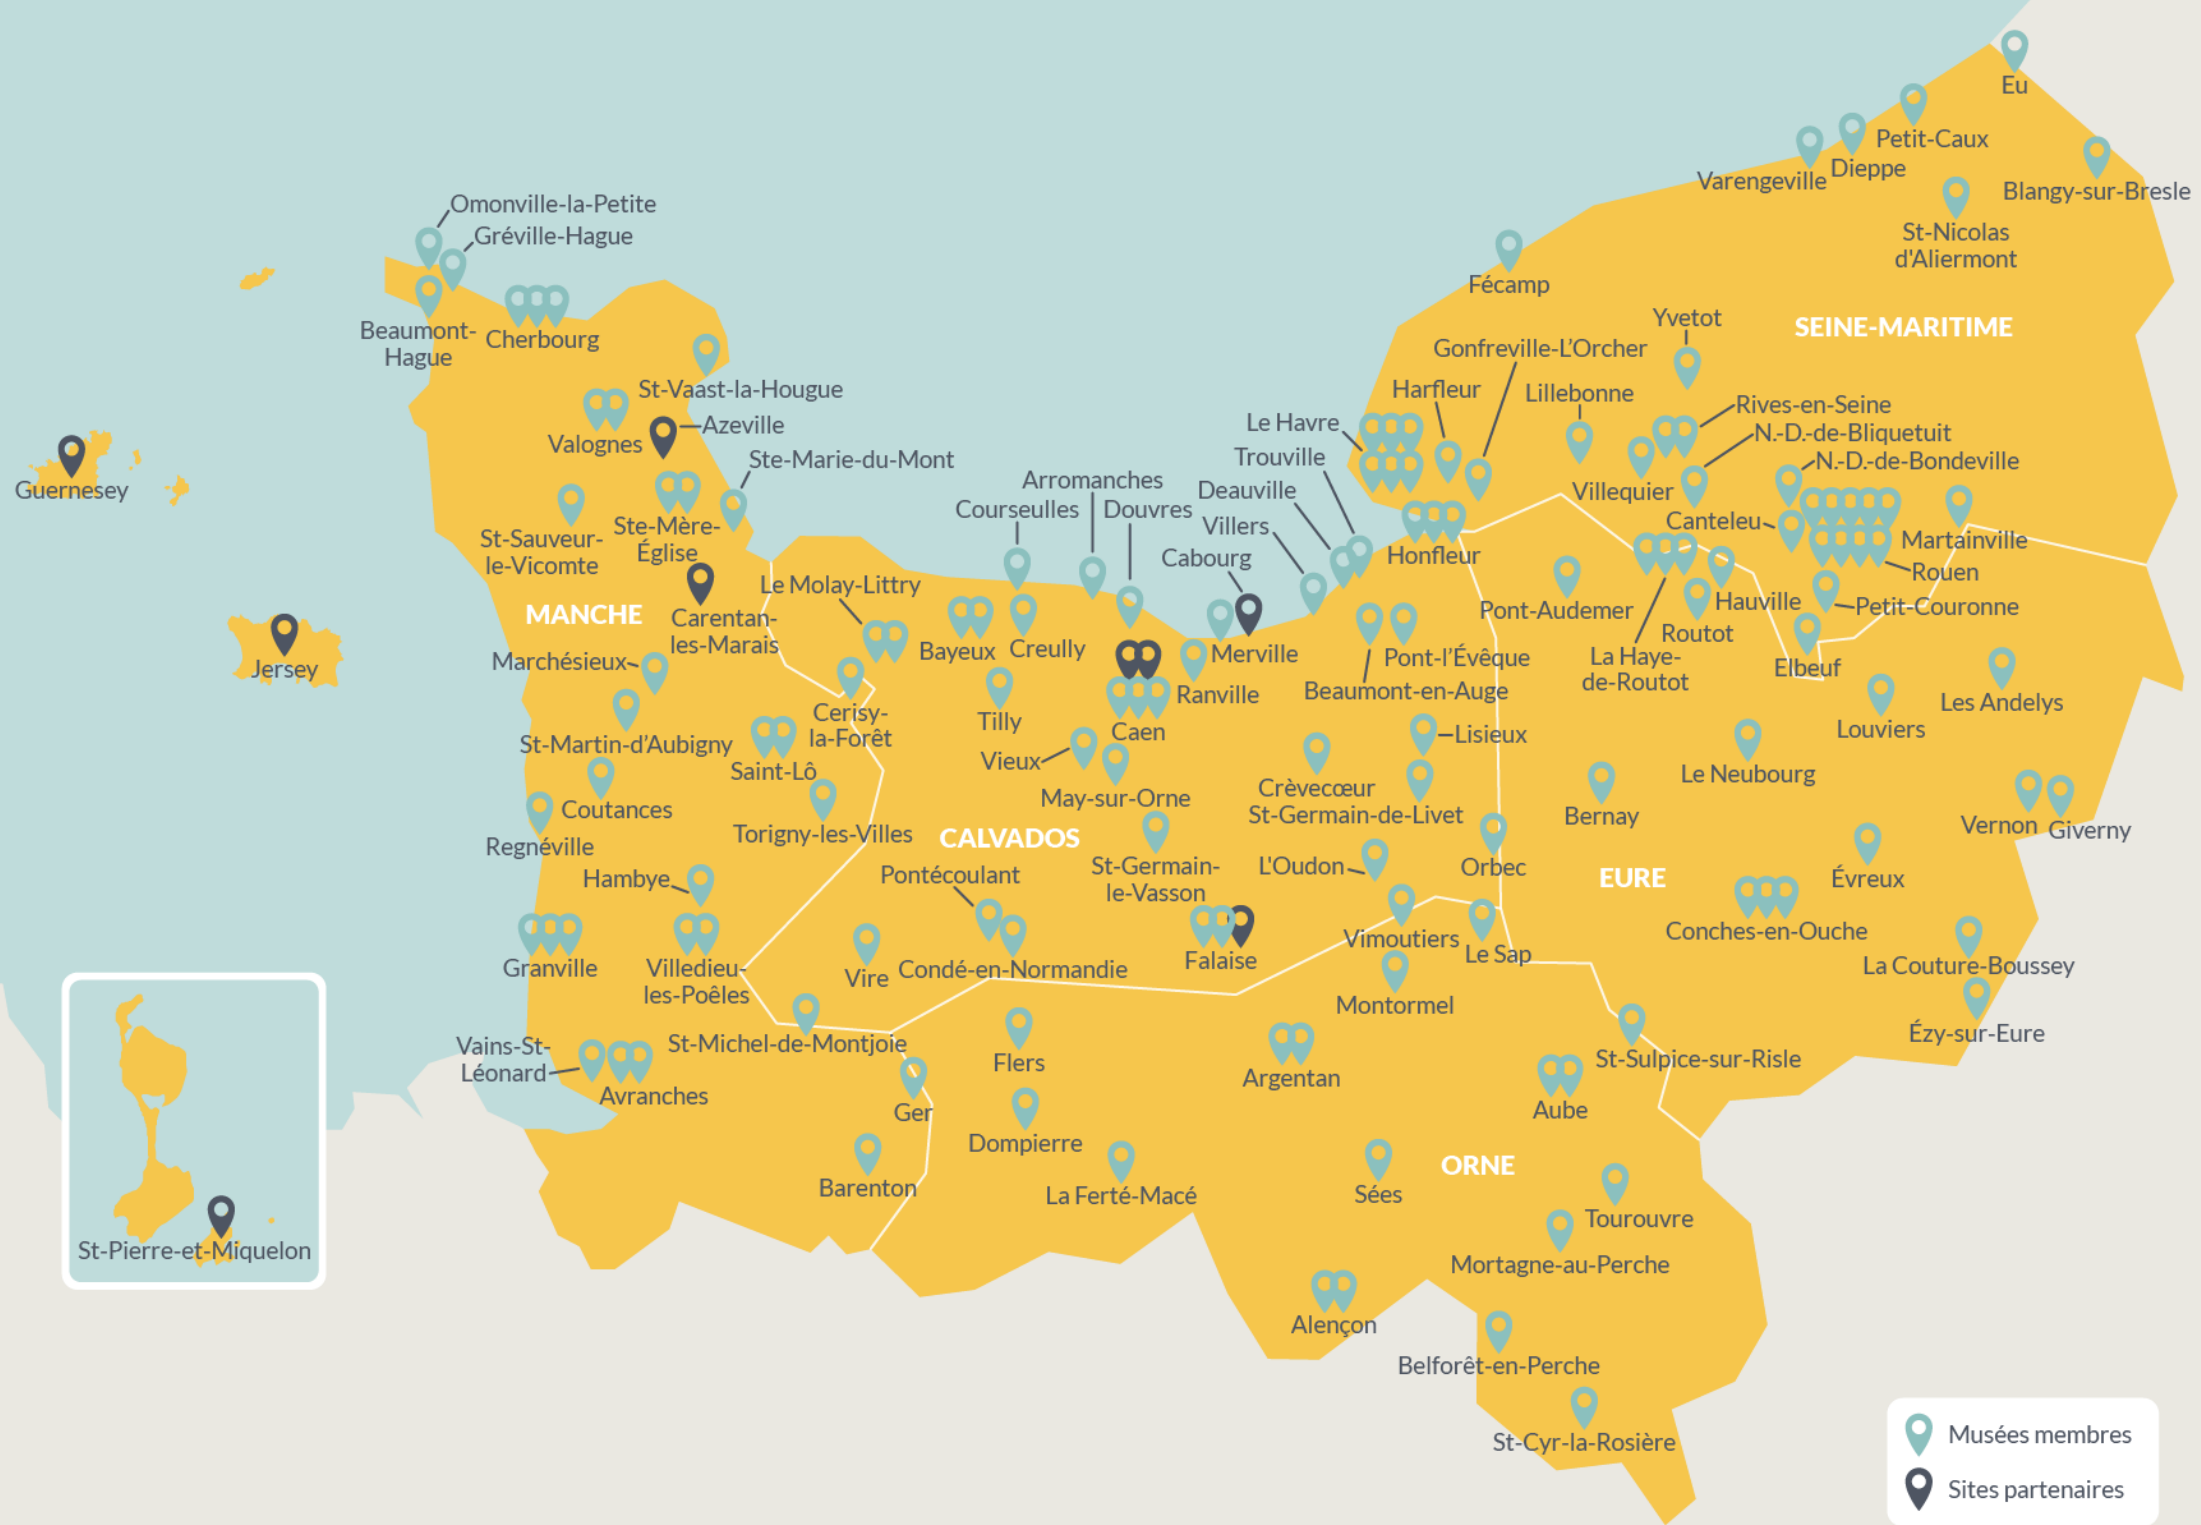 Eu
Petit-Caux
Dieppe
Varengeville
Blangy-sur-Bresle
Omonville-la-Petite
Gréville-Hague
St-Nicolas
d'Aliermont
Fécamp
Beaumont-
Hague
Cherbourg
Yvetot
SEINE-MARITIME
Gonfreville-L'Orcher
St-Vaast-la-Hougue
Harfleur
Lillebonne
Azeville
Valognes
Le Havre
Rives-en-Seine
N.-D.-de-Bliquetuit
Ste-Marie-du-Mont
Trouville
N.-D.-de-Bondeville
Guernesey
Arromanches
Deauville
Villequier
Courseulles
Douvres
Villers
Canteleu
Ste-Mère-
Église
St-Sauveur-
le-Vicomte
Cabourg
Honfleur
Martainville
Rouen
Le Molay-Littry
MANCHE
Carentan-
les-Marais
Pont-Audemer
Hauville
Petit-Couronne
Routot
Jersey
Marchésieux
Bayeux
Creully
Merville
Pont-l'Évêque
La Haye-
de-Routot
Elbeuf
Ranville
Beaumont-en-Auge
Les Andelys
Cerisy-
la-Forêt
Tilly
Caen
Louviers
St-Martin-d'Aubigny
Lisieux
Saint-Lô
Vieux
Le Neubourg
Crèvecœur
May-sur-Orne
Coutances
St-Germain-de-Livet
Bernay
Vernon
Giverny
Torigny-les-Villes
CALVADOS
Regnéville
St-Germain-
le-Vasson
L'Oudon
Orbec
EURE
Évreux
Hambye
Pontécoulant
Conches-en-Ouche
Vimoutiers
Le Sap
Granville
Villedieu-
les-Poêles
Vire
Condé-en-Normandie
Falaise
La Couture-Boussey
Montormel
Ézy-sur-Eure
Vains-St-
Léonard
St-Michel-de-Montjoie
Flers
Argentan
St-Sulpice-sur-Risle
Avranches
Ger
Aube
Dompierre
ORNE
Barenton
La Ferté-Macé
Sées
Tourouvre
St-Pierre-et-Miquelon
Mortagne-au-Perche
Alençon
Belforêt-en-Perche
St-Cyr-la-Rosière
Musées membres
Sites partenaires